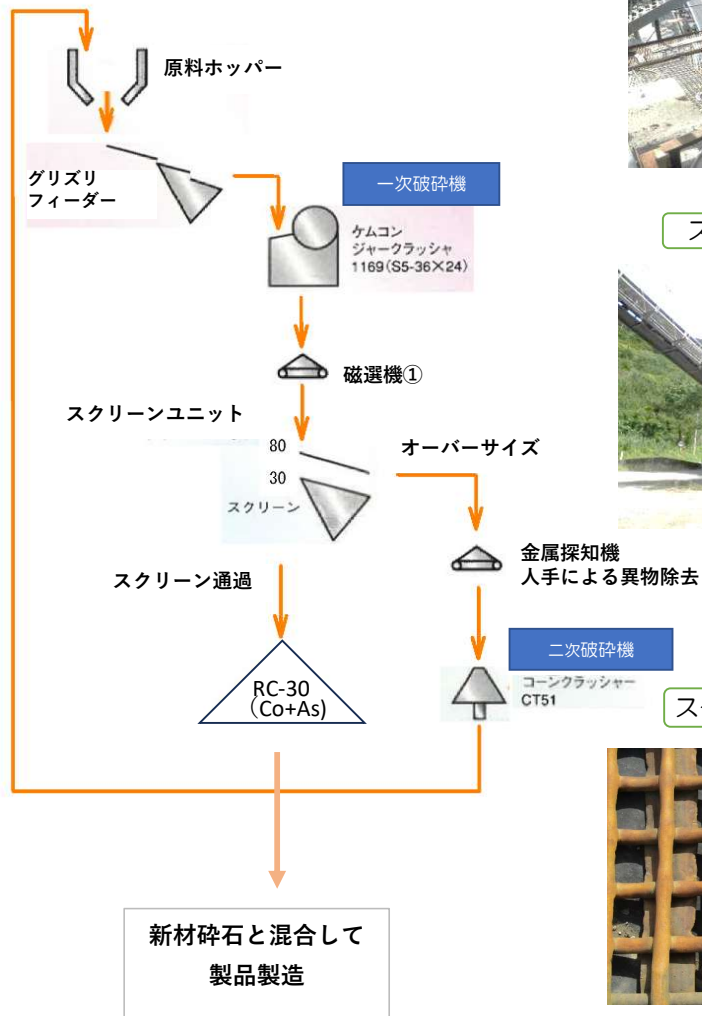 原料ホッパー
グリズリ
フィーダー
一次破砕機
ケムコン
ジャークラッシャ
1169(S5-36×24)
磁選機①
スクリーンユニット
80
30
スクリーン
オーバーサイズ
金属探知機
人手による異物除去
スクリーン通過
二次破砕機
コーンクラッシャー
CT51
RC-30
(Co+As)
新材砕石と混合して
製品製造
ス